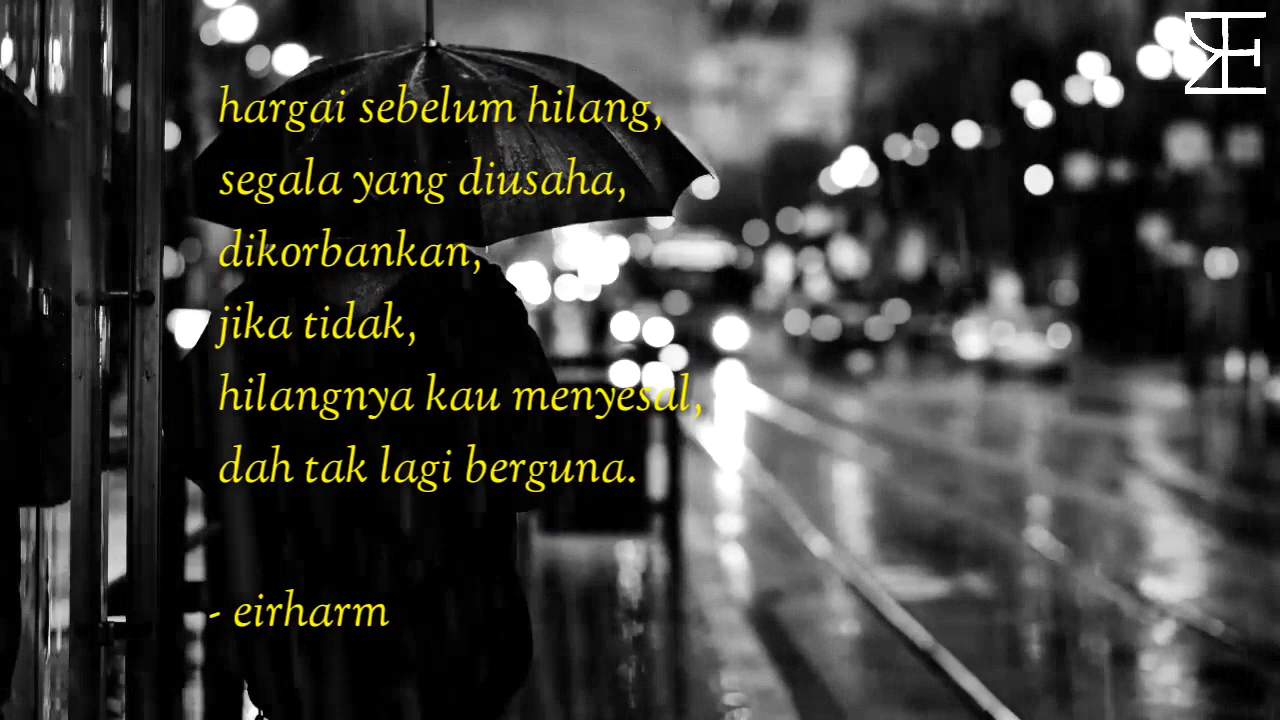 hargai sebelum hilang,
segala yang diusaha,
dikorbankan,
jika tidak,
hilangnya kau menyesal,
dah tak lagi berguna.
- eirharm